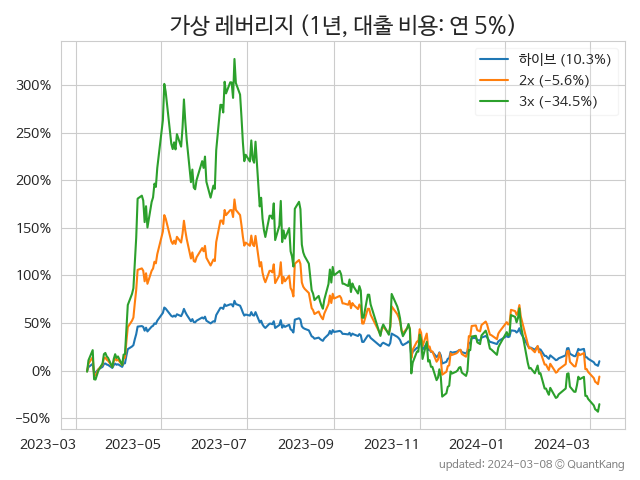 가상 레버리지 (1년, 대출 비용: 연 5%)
하이브 (10.3%)
2x (−5.6%)
3x (−34.5%)
300%
250%
200%
150%
100%
50%
0%
−50%
2023-03 2023-05 2023-07 2023-09 2023-11 2024-01 2024-03
updated: 2024-03-08 © QuantKang